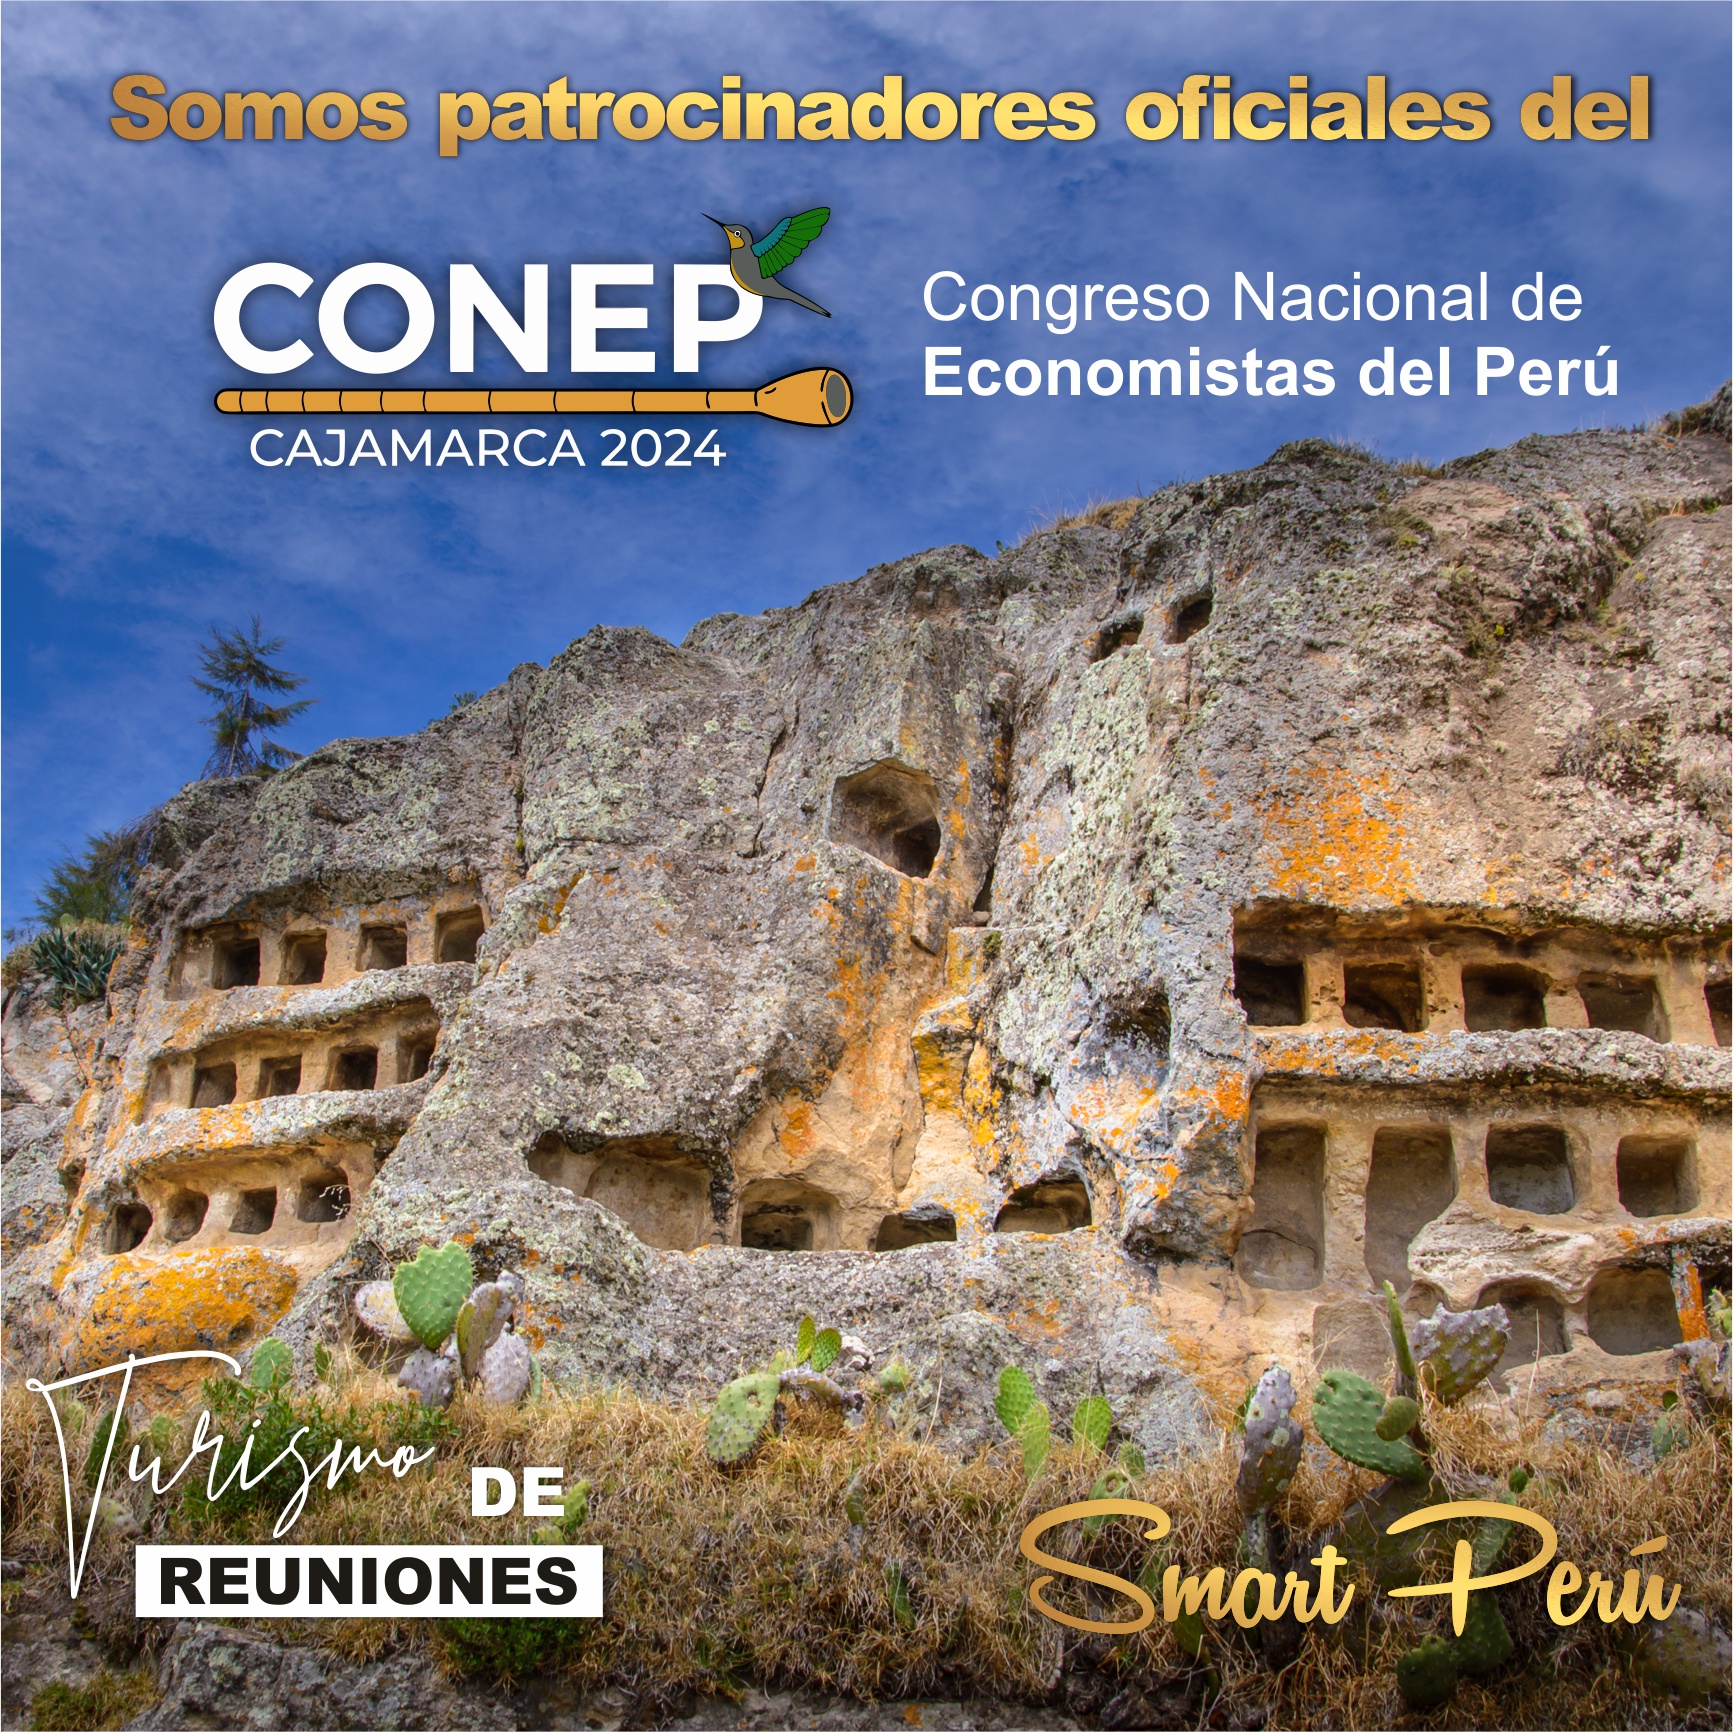 Somos patrocinadores oficiales del
CONEP
CAJAMARCA 2024
Congreso Nacional de
Economistas del Perú
Turismo
DE
REUNIONES
Smart Perú